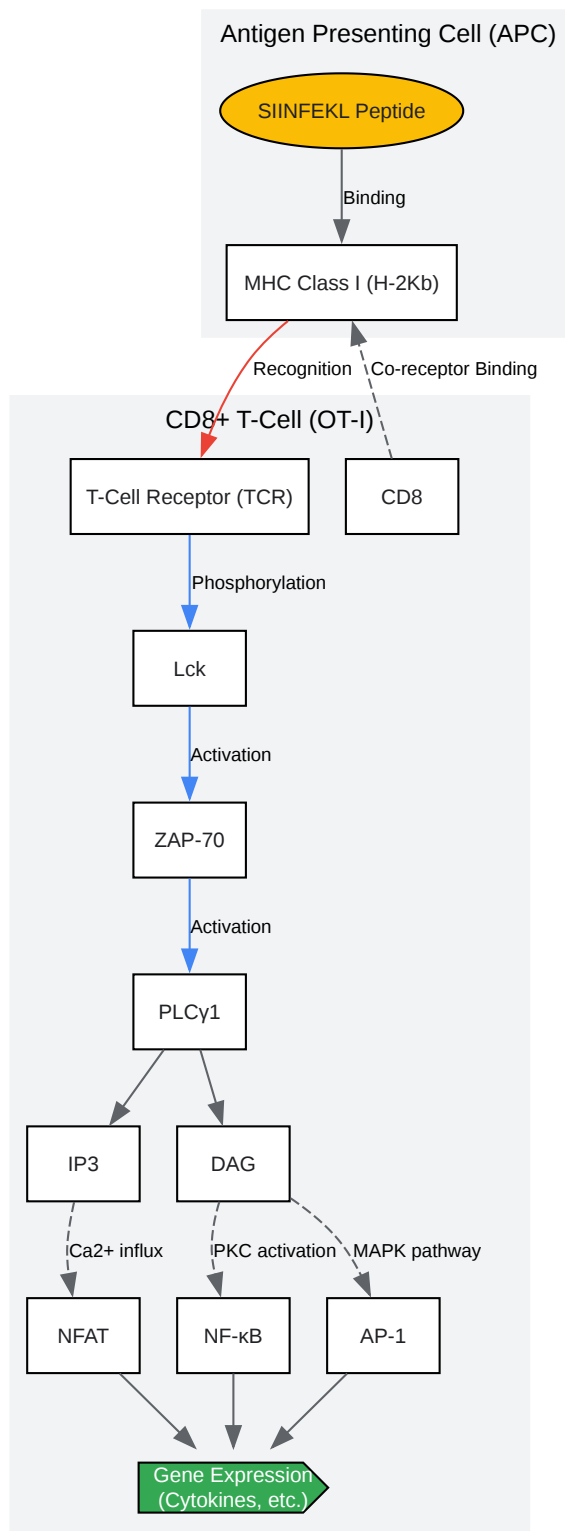 Antigen Presenting Cell (APC)
SIINFEKL Peptide
Binding
MHC Class I (H-2Kb)
Recognition
Co-receptor Binding
CD8+ T-Cell (OT-I)
T-Cell Receptor (TCR)
CD8
Phosphorylation
Lck
Activation
ZAP-70
Activation
PLCγ1
IP3
DAG
Ca2+ influx
PKC activation
MAPK pathway
NFAT
NF-κB
AP-1
Gene Expression
(Cytokines, etc.)